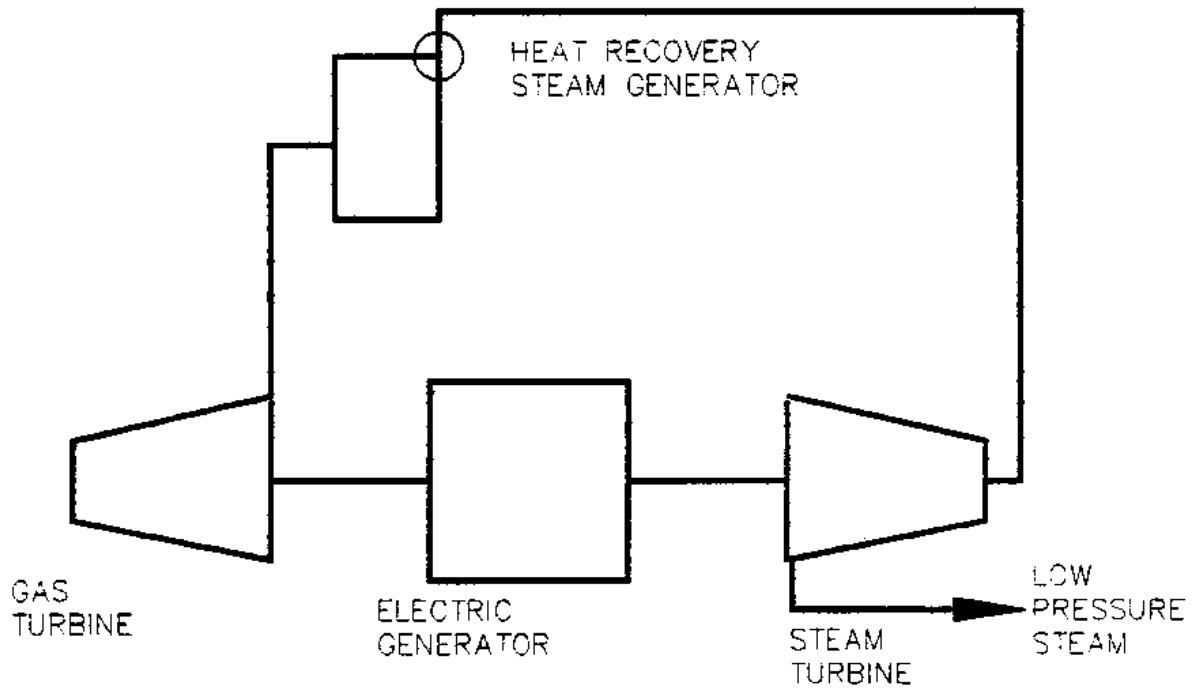 HEAT RECOVERY
STEAM GENERATOR
GAS
TURBINE
ELECTRIC
GENERATOR
STEAM
TURBINE
LOW
PRESSURE
STEAM